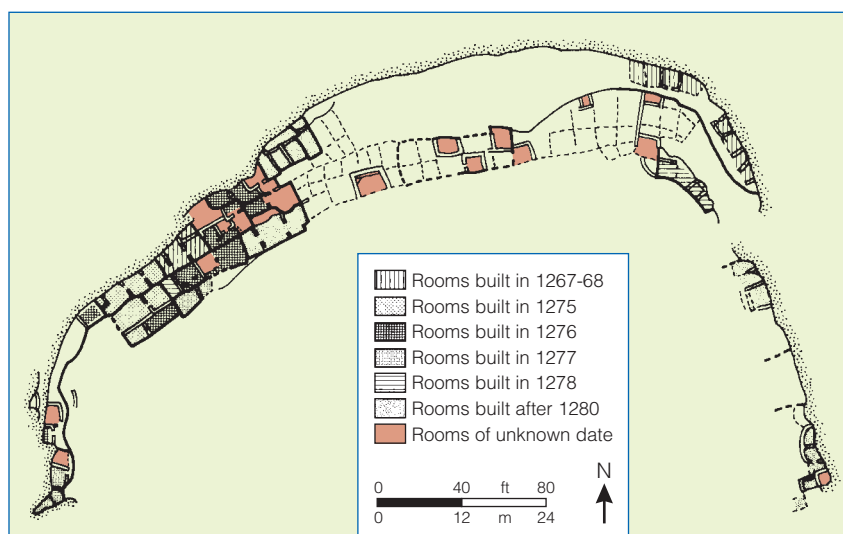 Rooms built in 1267-68
Rooms built in 1275
Rooms built in 1276
Rooms built in 1277
Rooms built in 1278
Rooms built after 1280
Rooms of unknown date
0 40 ft 80
0 12 m 24
N